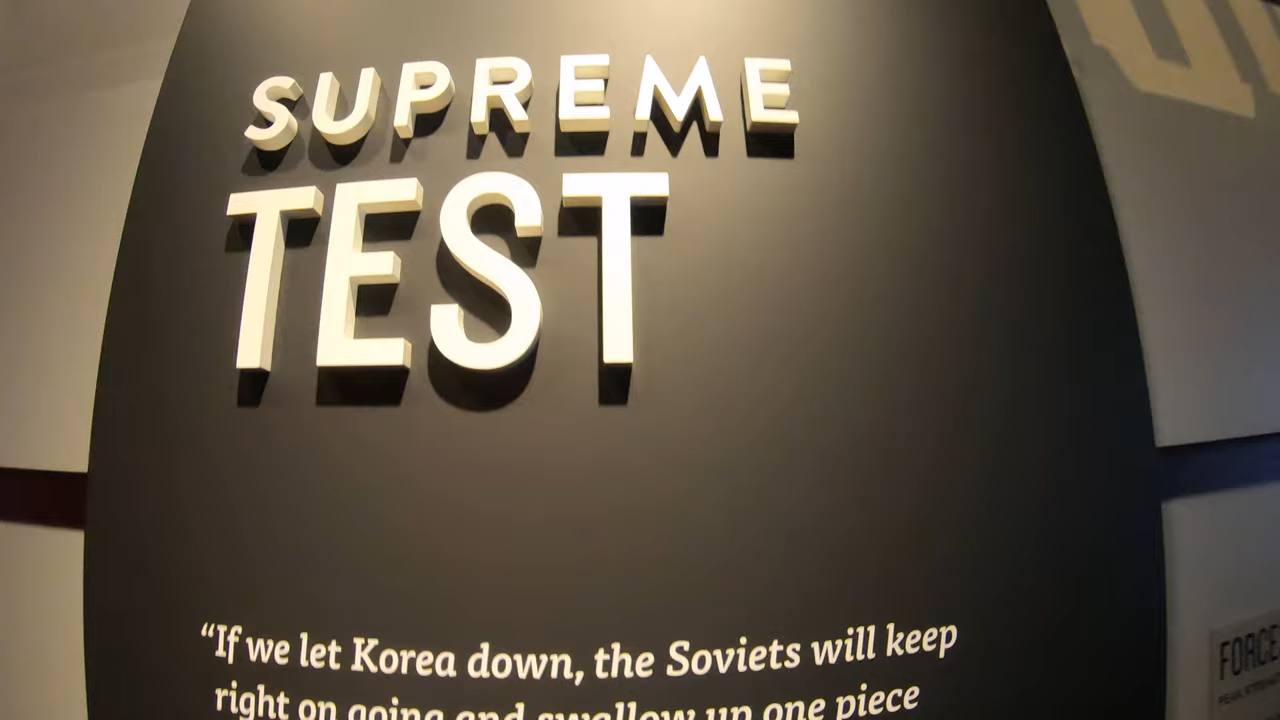 SUPREME
TEST
“If we let Korea down, the Soviets will keep
right on going and swallow up one piece
FORCE